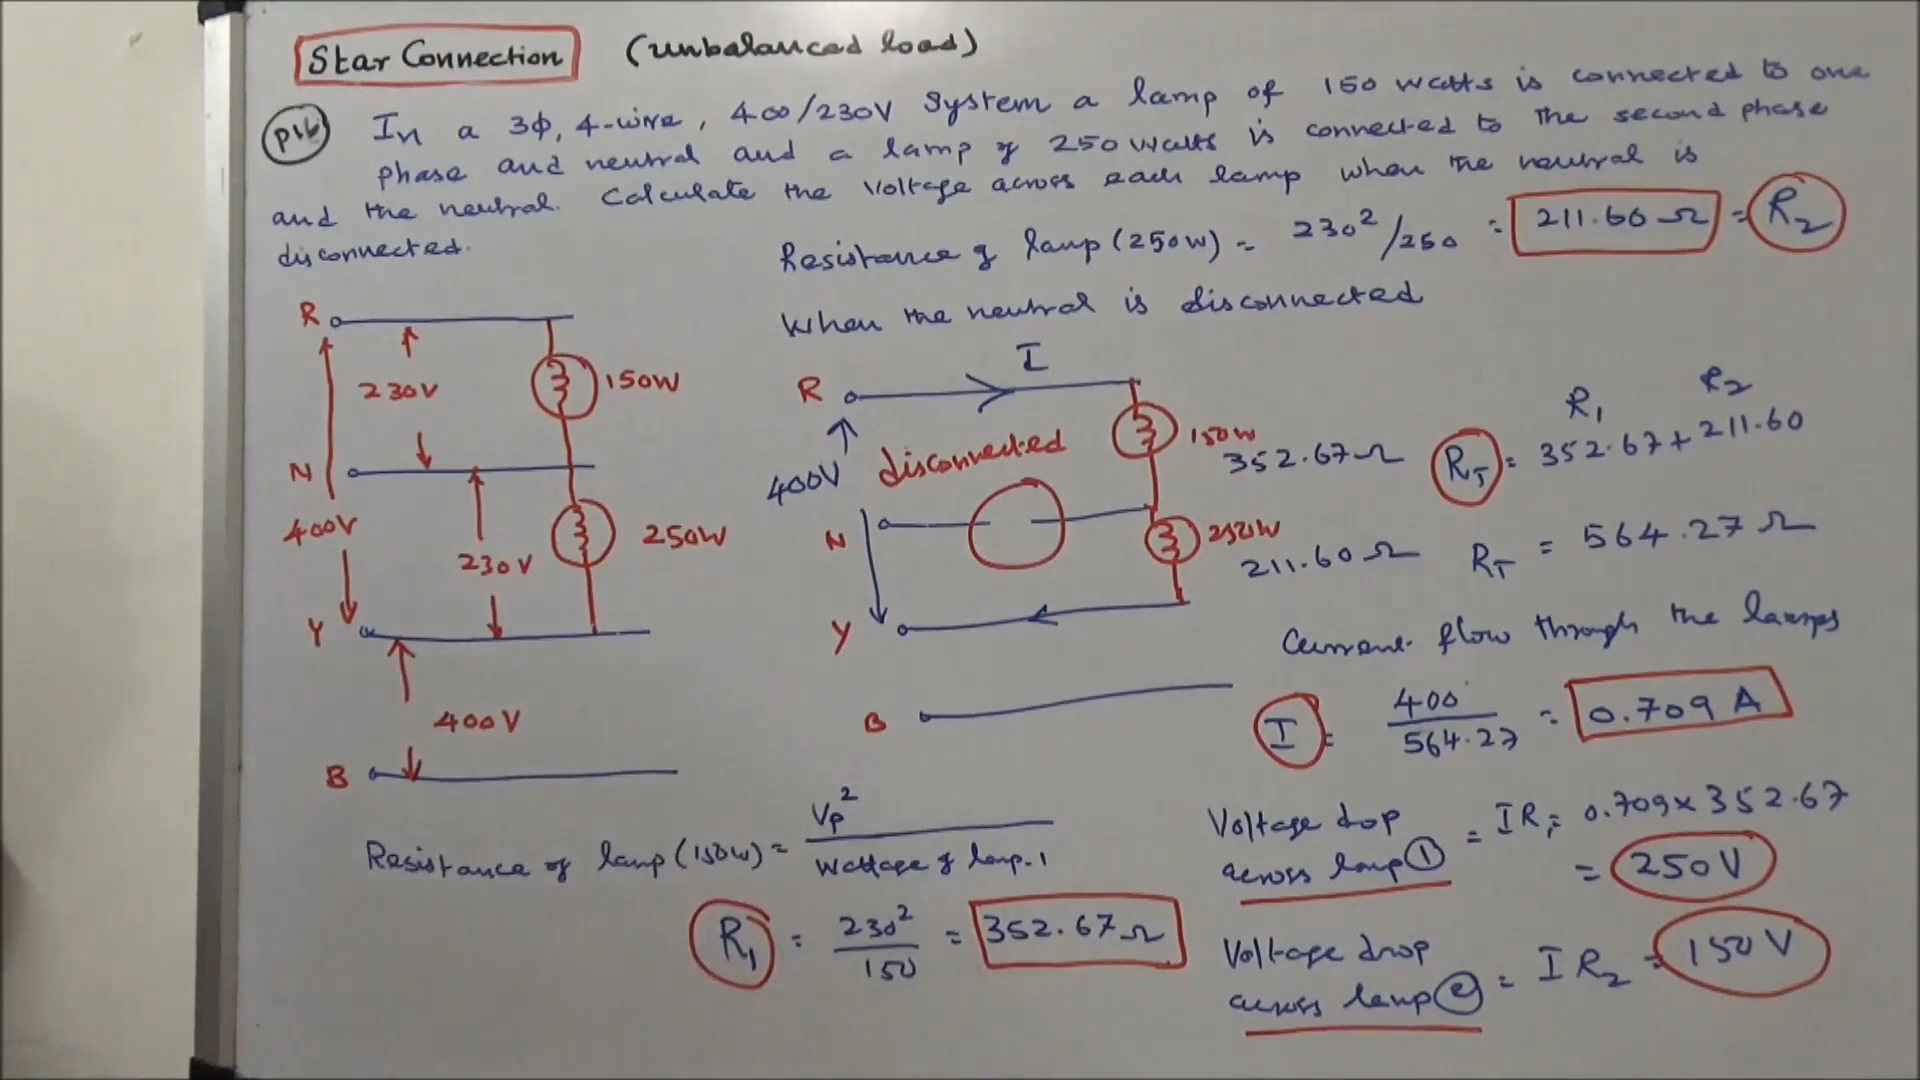 Star Connection (unbalanced load)
P16 In a 3φ, 4-wire, 400/230V System a lamp of 150 watts is connected to one
phase and neutral and a lamp of 250 watts is connected to the second phase
and the neutral. Calculate the voltage across each lamp when the neutral is
disconnected.
Resistance of lamp (250W) = 230²/250 = 211.60 Ω = R₂
When the neutral is disconnected
R
230V
150W
N
400V
230V
250W
Y
400V
B
R
I
400V
disconnected
150W
352.67 Ω
N
250W
211.60 Ω
Y
B
R₁ R₂
R_T = 352.67 + 211.60
R_T = 564.27 Ω
Current flow through the lamps
I = 400 / 564.27 = 0.709 A
Resistance of lamp (150W) = Vp² / Wattage of lamp.1
R₁ = 230² / 150 = 352.67 Ω
Voltage drop
across lamp ① = IR₁ = 0.709 x 352.67
= 250V
Voltage drop
across lamp ② = IR₂ = 150V